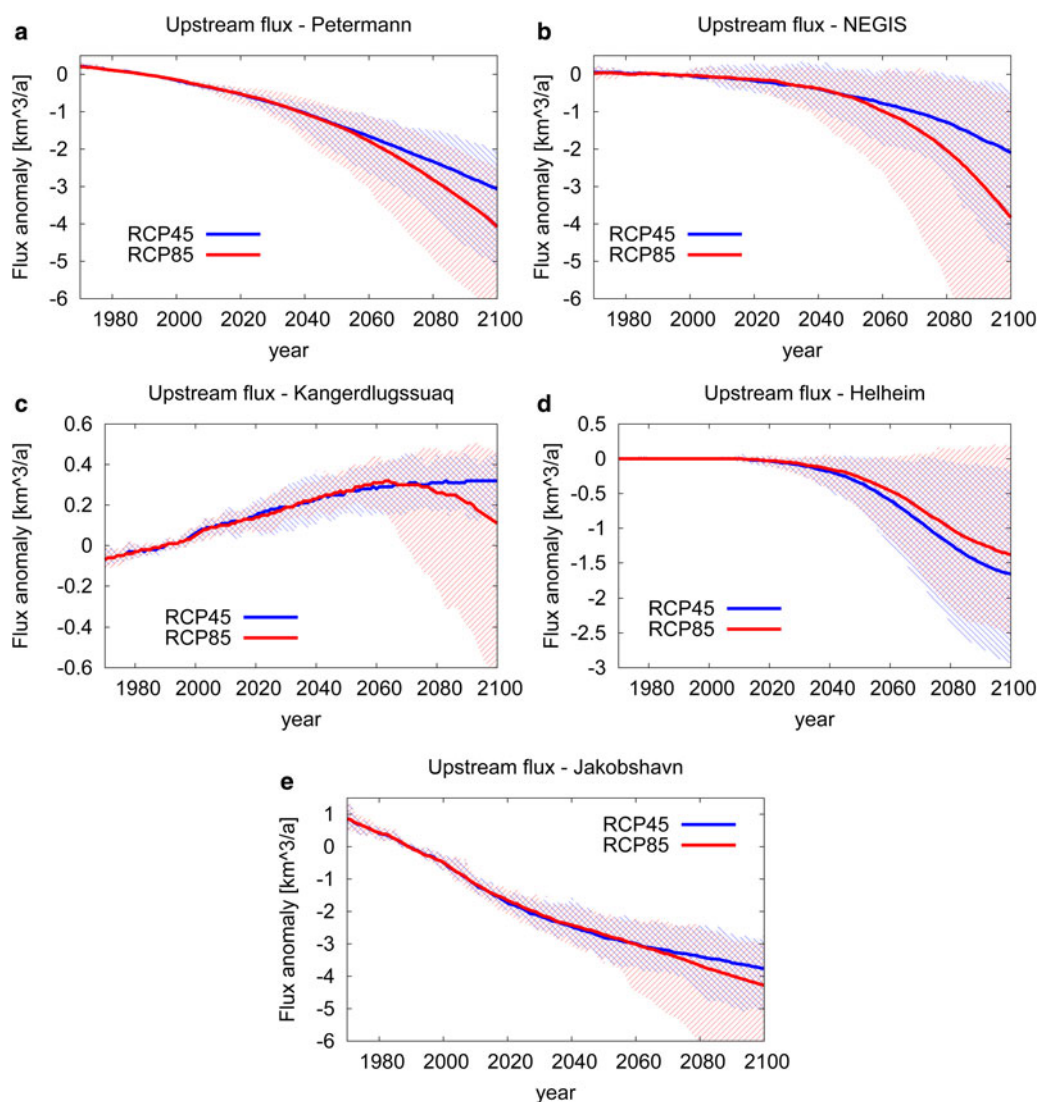 a
Upstream flux - Petermann
0
-1
-2
-3
-4
-5
-6
Flux anomaly [km^3/a]
RCP45
RCP85
1980 2000 2020 2040 2060 2080 2100
year
b
Upstream flux - NEGIS
0
-1
-2
-3
-4
-5
-6
Flux anomaly [km^3/a]
RCP45
RCP85
1980 2000 2020 2040 2060 2080 2100
year
c
Upstream flux - Kangerdlugssuaq
0.6
0.4
0.2
0
-0.2
-0.4
-0.6
Flux anomaly [km^3/a]
RCP45
RCP85
1980 2000 2020 2040 2060 2080 2100
year
d
Upstream flux - Helheim
0.5
0
-0.5
-1
-1.5
-2
-2.5
-3
Flux anomaly [km^3/a]
RCP45
RCP85
1980 2000 2020 2040 2060 2080 2100
year
e
Upstream flux - Jakobshavn
1
0
-1
-2
-3
-4
-5
-6
Flux anomaly [km^3/a]
RCP45
RCP85
1980 2000 2020 2040 2060 2080 2100
year